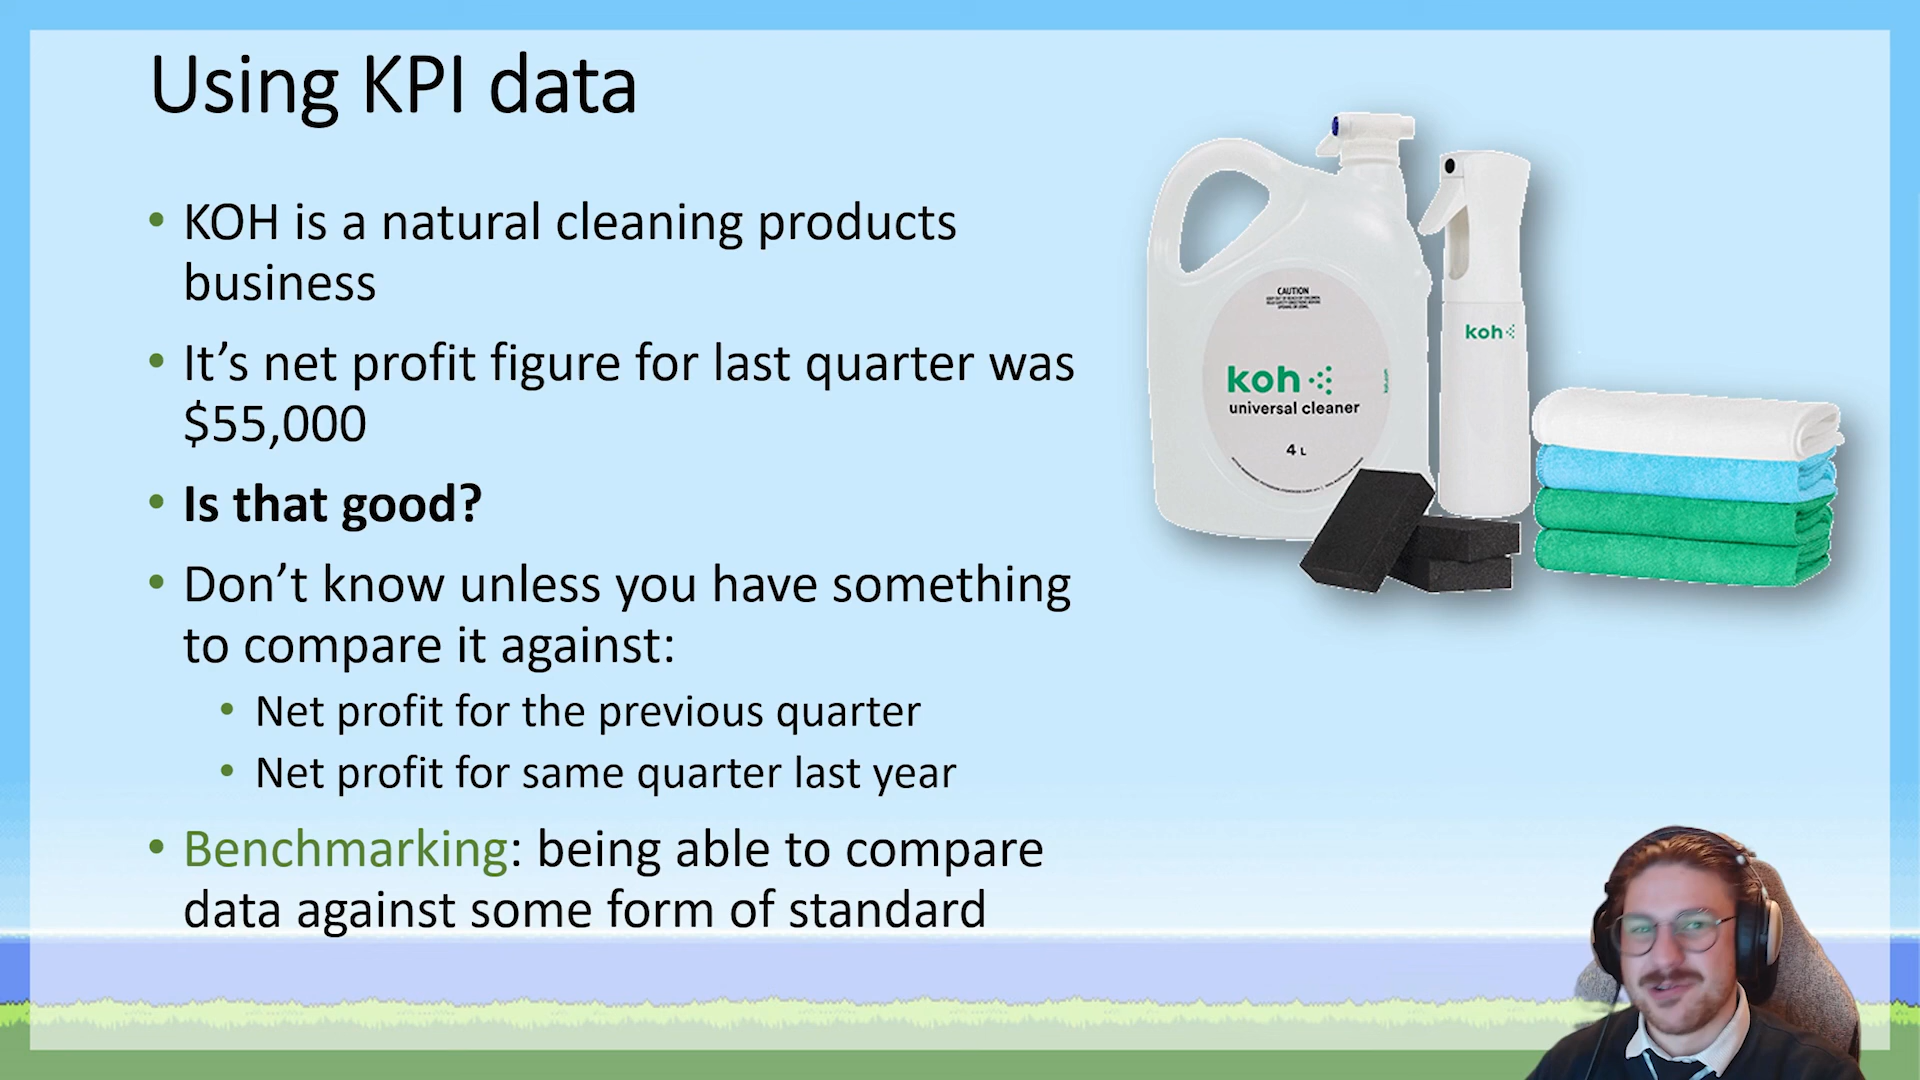 Using KPI data
• KOH is a natural cleaning products
business
• It’s net profit figure for last quarter was
$55,000
• Is that good?
• Don’t know unless you have something
to compare it against:
• Net profit for the previous quarter
• Net profit for same quarter last year
• Benchmarking: being able to compare
data against some form of standard
CAUTION
koh
universal cleaner
4 L
koh